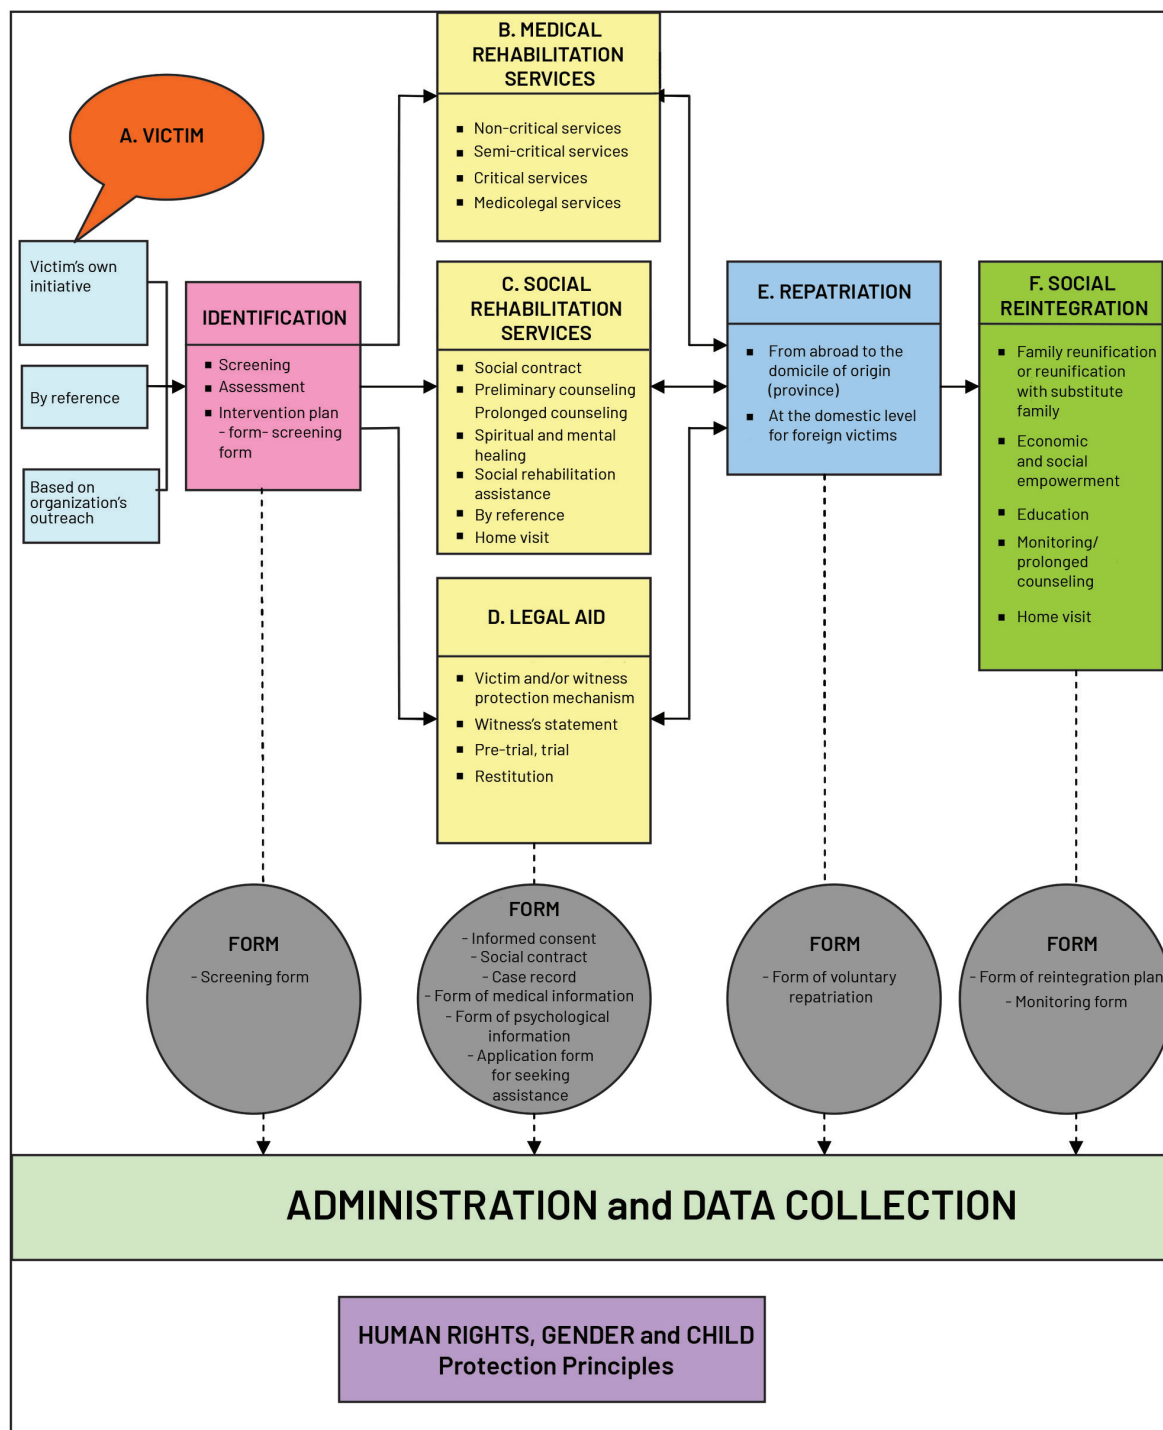 A. VICTIM
Victim's own
initiative
By reference
Based on
organization's
outreach
IDENTIFICATION
▪ Screening
▪ Assessment
▪ Intervention plan
- form- screening
form
B. MEDICAL
REHABILITATION
SERVICES
▪ Non-critical services
▪ Semi-critical services
▪ Critical services
▪ Medicolegal services
C. SOCIAL
REHABILITATION
SERVICES
▪ Social contract
▪ Preliminary counseling
Prolonged counseling
▪ Spiritual and mental
healing
▪ Social rehabilitation
assistance
▪ By reference
▪ Home visit
D. LEGAL AID
▪ Victim and/or witness
protection mechanism
▪ Witness's statement
▪ Pre-trial, trial
▪ Restitution
E. REPATRIATION
▪ From abroad to the
domicile of origin
(province)
▪ At the domestic level
for foreign victims
F. SOCIAL
REINTEGRATION
▪ Family reunification
or reunification
with substitute
family
▪ Economic
and social
empowerment
▪ Education
▪ Monitoring/
prolonged
counseling
▪ Home visit
FORM
- Screening form
FORM
- Informed consent
- Social contract
- Case record
- Form of medical information
- Form of psychological
information
- Application form
for seeking
assistance
FORM
- Form of voluntary
repatriation
FORM
- Form of reintegration plan
- Monitoring form
ADMINISTRATION and DATA COLLECTION
HUMAN RIGHTS, GENDER and CHILD
Protection Principles